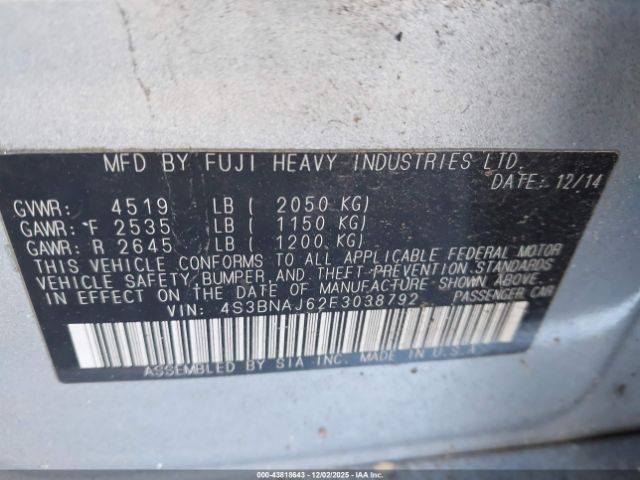 MFD BY FUJI HEAVY INDUSTRIES LTD.
DATE: 12/14
GVWR: 4519 LB ( 2050 KG)
GAWR: F 2535 LB ( 1150 KG)
GAWR: R 2645 LB ( 1200 KG)
THIS VEHICLE CONFORMS TO ALL APPLICABLE FEDERAL MOTOR
VEHICLE SAFETY, BUMPER, AND THEFT PREVENTION STANDARDS
IN EFFECT ON THE DATE OF MANUFACTURE SHOWN ABOVE.
VIN: 4S3BNAJ62F3038792 PASSENGER CAR
ASSEMBLED BY SIA INC. MADE IN U.S.A.
000-43818643 - 12/02/2025 - IAAI.COM